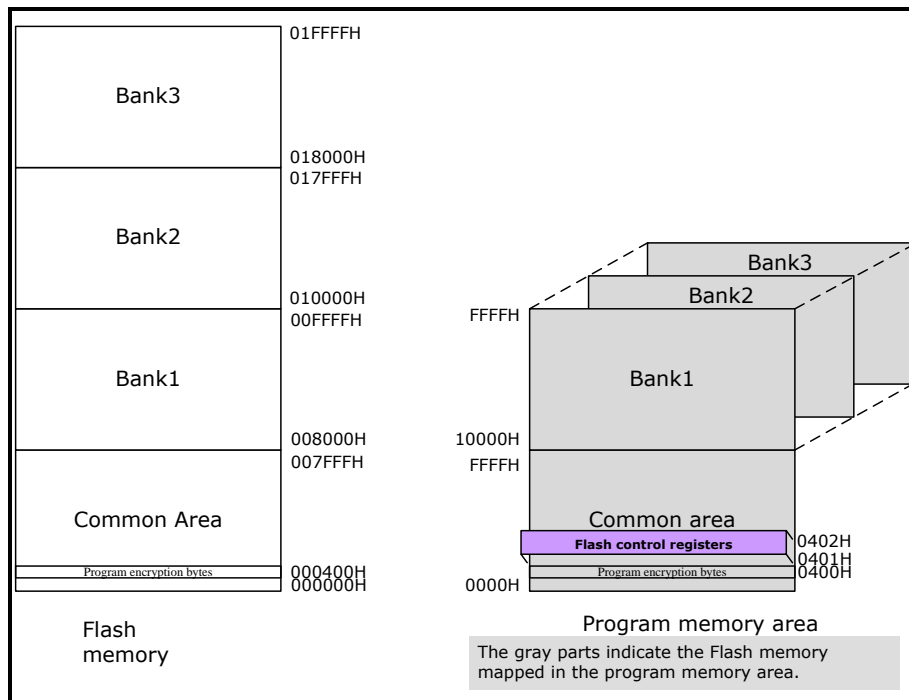 01FFFFH
Bank3
018000H
017FFFH
Bank2
010000H
00FFFFH
Bank1
008000H
007FFFH
Common Area
Program encryption bytes
000400H
000000H
Flash
memory
Bank3
Bank2
FFFFH
Bank1
10000H
FFFFH
Common area
Flash control registers
0402H
0401H
Program encryption bytes
0400H
0000H
Program memory area
The gray parts indicate the Flash memory
mapped in the program memory area.